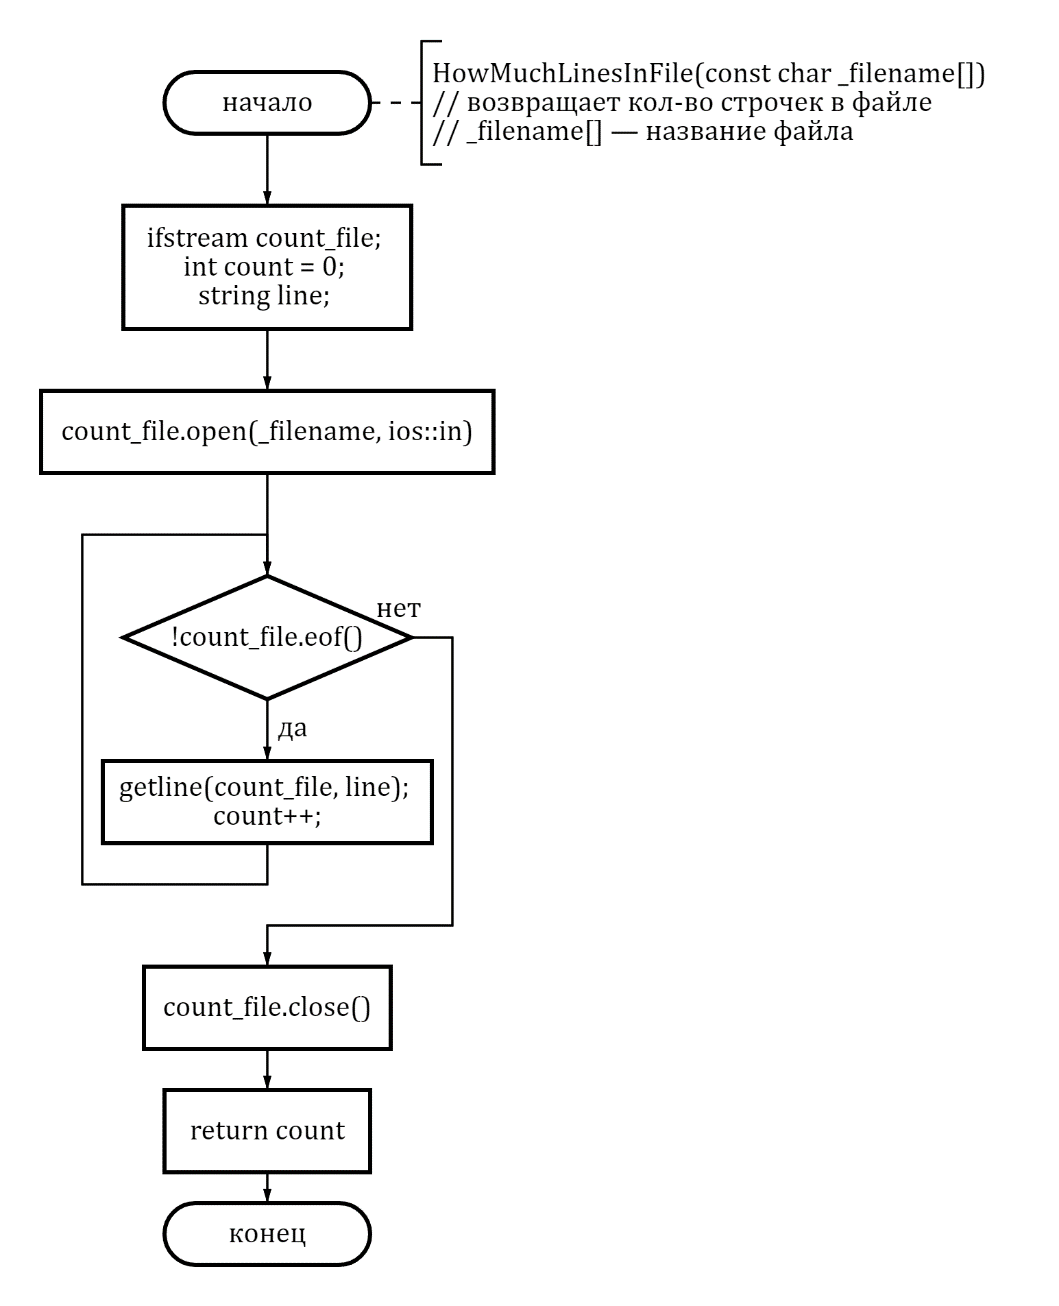 начало
HowMuchLinesInFile(const char _filename[])
// возвращает кол-во строчек в файле
// _filename[] — название файла
ifstream count_file;
int count = 0;
string line;
count_file.open(_filename, ios::in)
!count_file.eof()
нет
да
getline(count_file, line);
count++;
count_file.close()
return count
конец